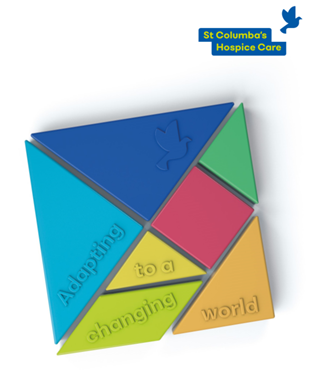 St Columba's
Hospice Care
Adapting
to a
changing
world